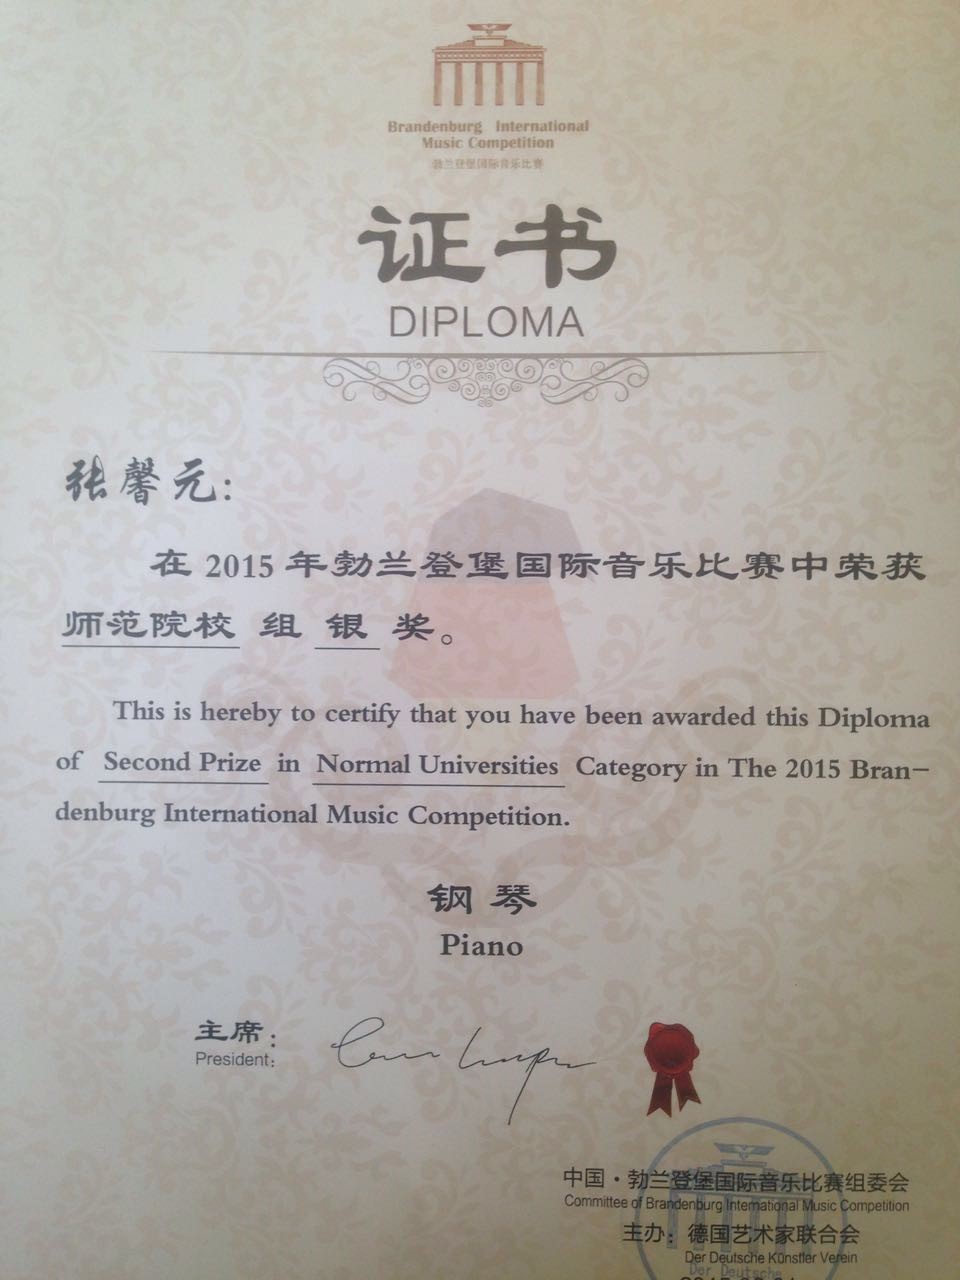 Brandenburg International
Music Competition
勃兰登堡国际音乐比赛
证书
DIPLOMA
张馨元:
在 2015 年勃兰登堡国际音乐比赛中荣获
师范院校 组 银 奖。
This is hereby to certify that you have been awarded this Diploma
of Second Prize in Normal Universities Category in The 2015 Bran-
denburg International Music Competition.
钢 琴
Piano
主席:
President:
中国·勃兰登堡国际音乐比赛组委会
Committee of Brandenburg International Music Competition
主办: 德国艺术家联合会
Der Deutsche Künstler Verein
Der Deutsche